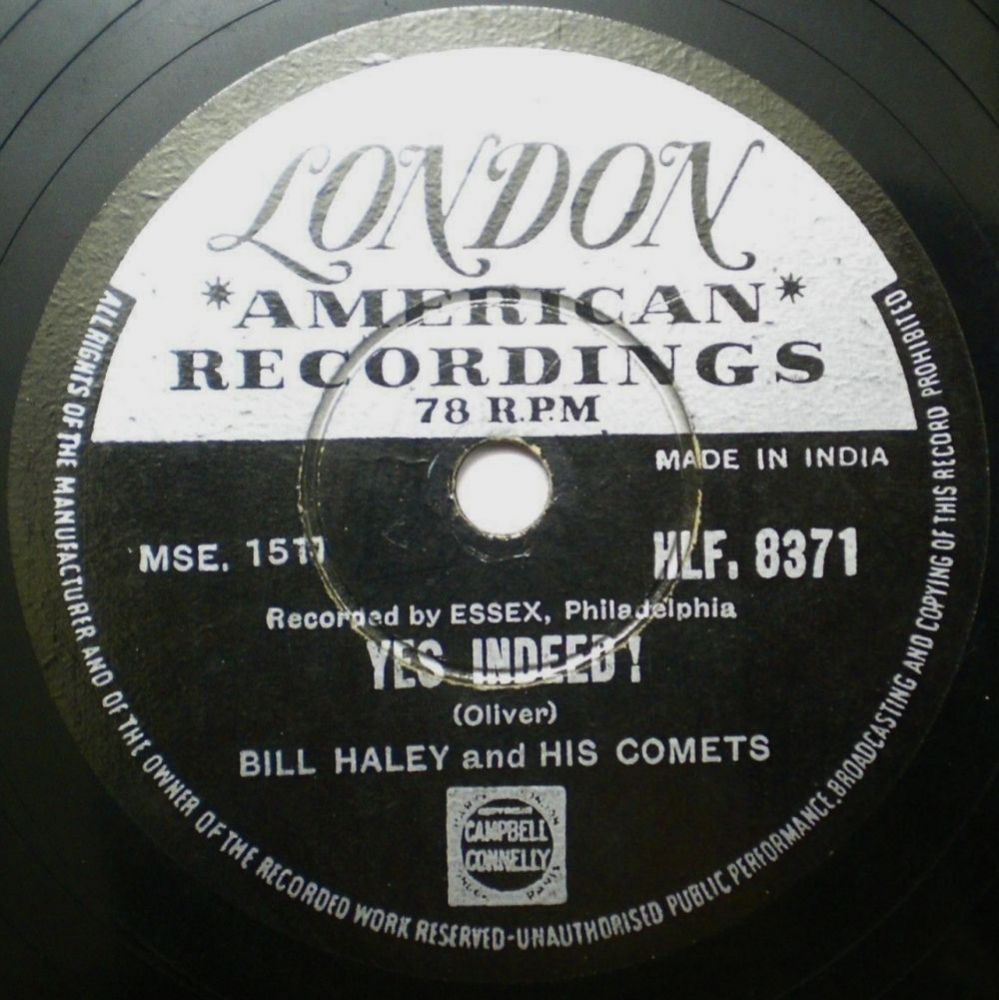 LONDON
*AMERICAN*
RECORDINGS
78 R.P.M
MADE IN INDIA
MSE. 1511
HLF. 8371
Recorded by ESSEX, Philadelphia
YES INDEED!
(Oliver)
BILL HALEY and HIS COMETS
CAMPBELL
CONNELLY
ALL RIGHTS OF THE MANUFACTURER AND OF THE OWNER OF THE RECORDED WORK RESERVED-UNAUTHORISED PUBLIC PERFORMANCE, BROADCASTING AND COPYING OF THIS RECORD PROHIBITED